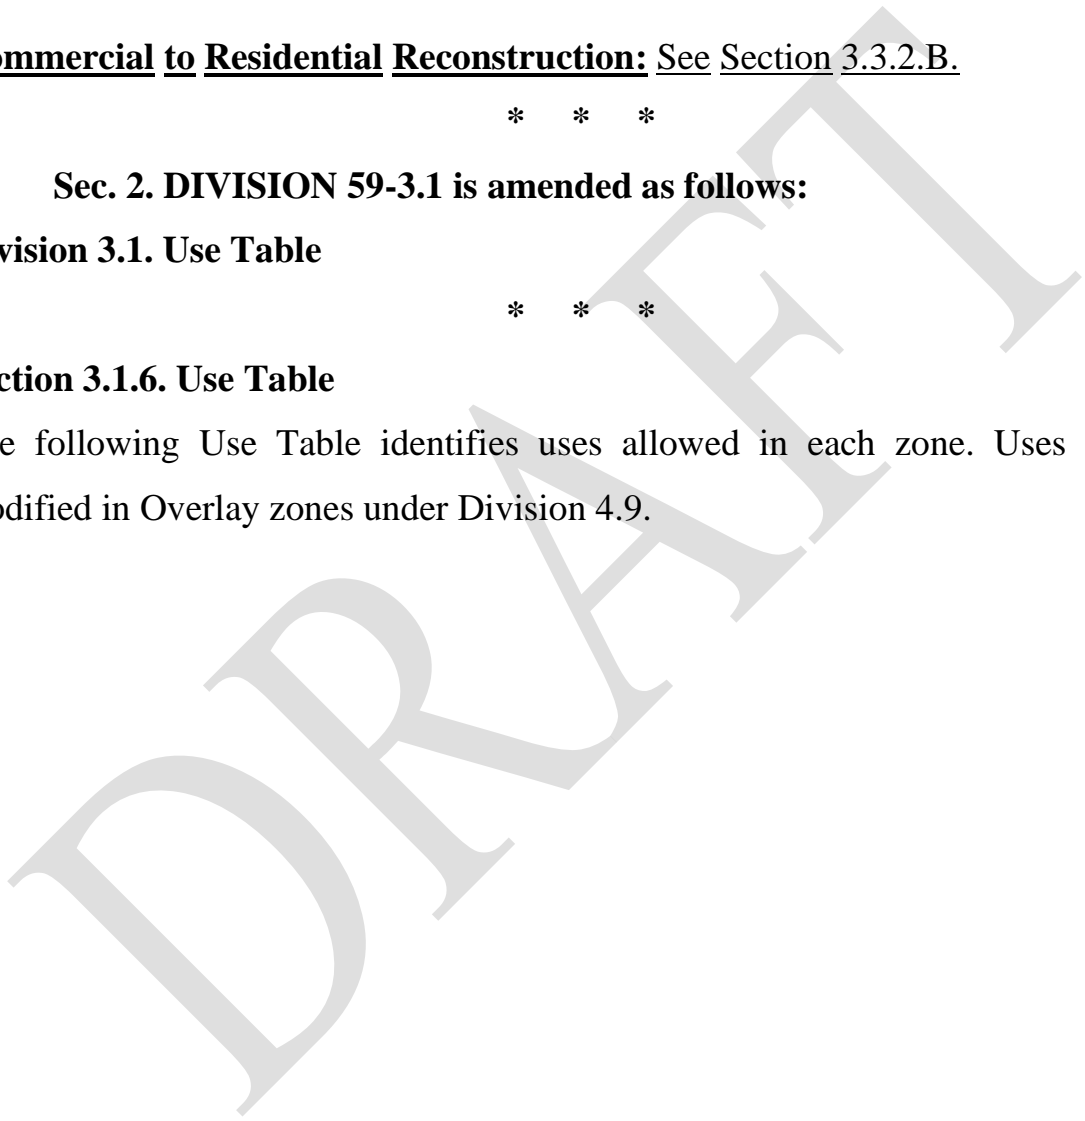 ommercial to Residential Reconstruction: See Section 3.3.2.B.
* * *
Sec. 2. DIVISION 59-3.1 is amended as follows:
vision 3.1. Use Table
* * *
ction 3.1.6. Use Table
e following Use Table identifies uses allowed in each zone. Uses
odified in Overlay zones under Division 4.9.
DRAFT